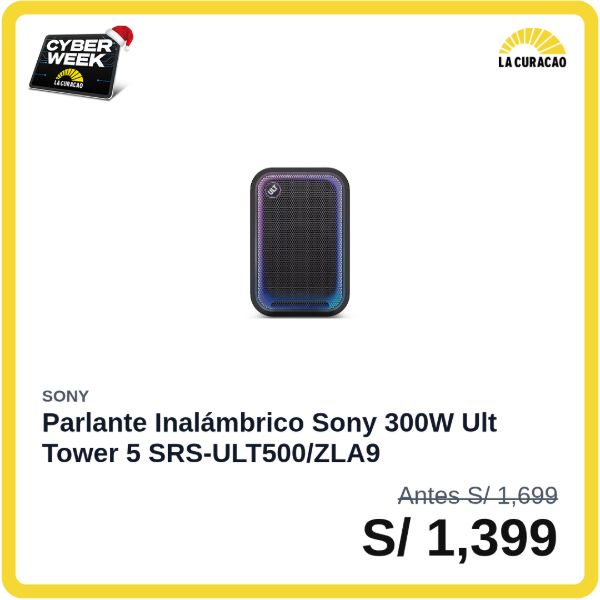 CYBER
WEEK
LA CURACAO
LA CURACAO
ULT
SONY
Parlante Inalámbrico Sony 300W Ult
Tower 5 SRS-ULT500/ZLA9
Antes S/ 1,699
S/ 1,399